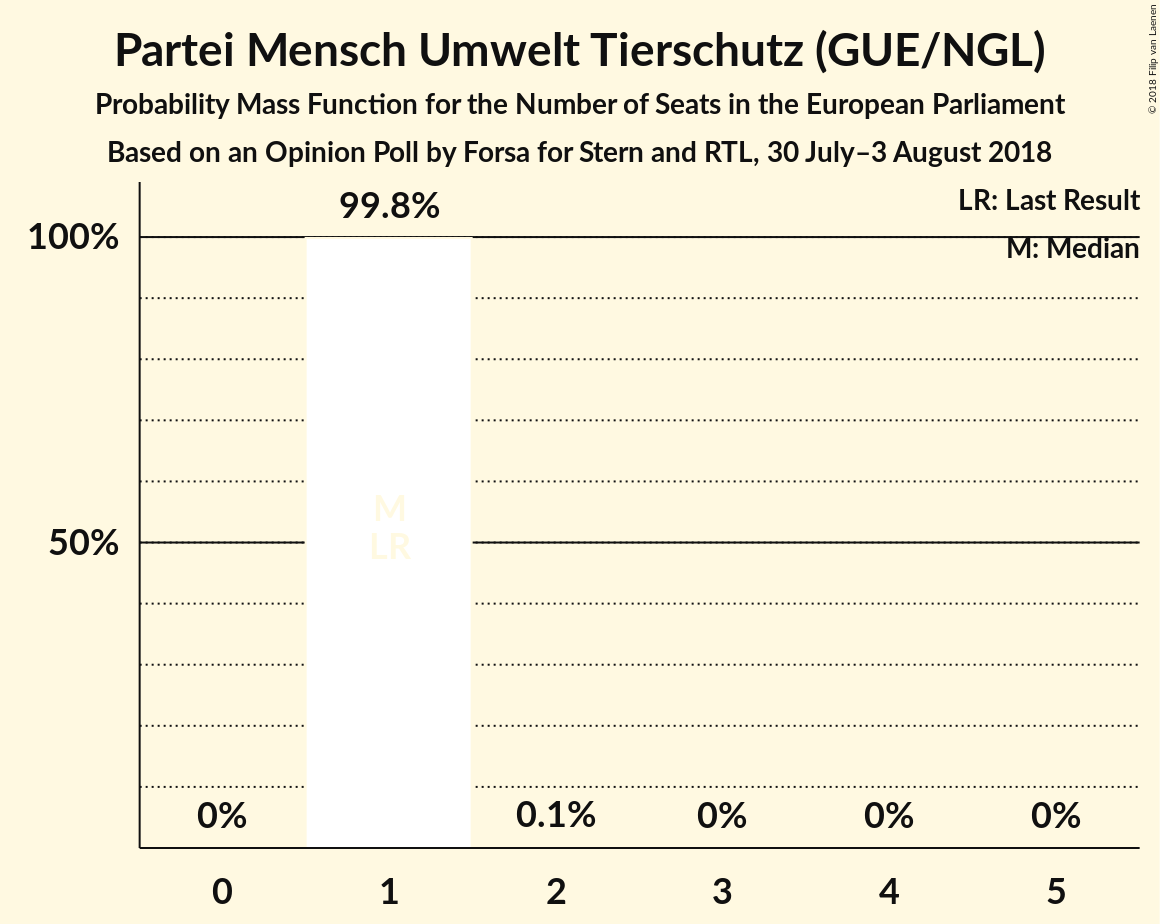 Partei Mensch Umwelt Tierschutz (GUE/NGL)
Probability Mass Function for the Number of Seats in the European Parliament
Based on an Opinion Poll by Forsa for Stern and RTL, 30 July–3 August 2018
© 2018 Filip van Laenen
LR: Last Result
M: Median
99.8%
100%
50%
M
LR
0%
0.1%
0%
0%
0%
0
1
2
3
4
5